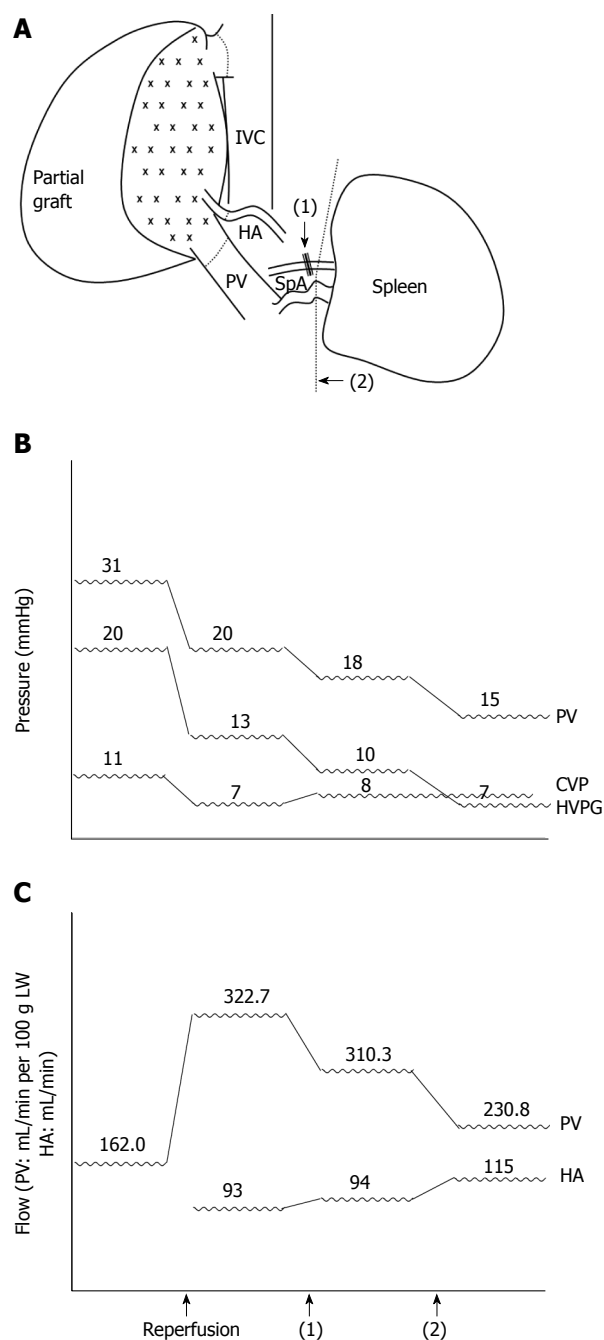 A
Partial
graft
IVC
HA
PV
(1)
SpA
Spleen
(2)
B
Pressure (mmHg)
31
20
18
15
PV
20
13
10
7
11
7
8
CVP
HVPG
C
Flow (PV: mL/min per 100 g LW
HA: mL/min)
162.0
322.7
310.3
230.8
PV
93
94
115
HA
Reperfusion
(1)
(2)